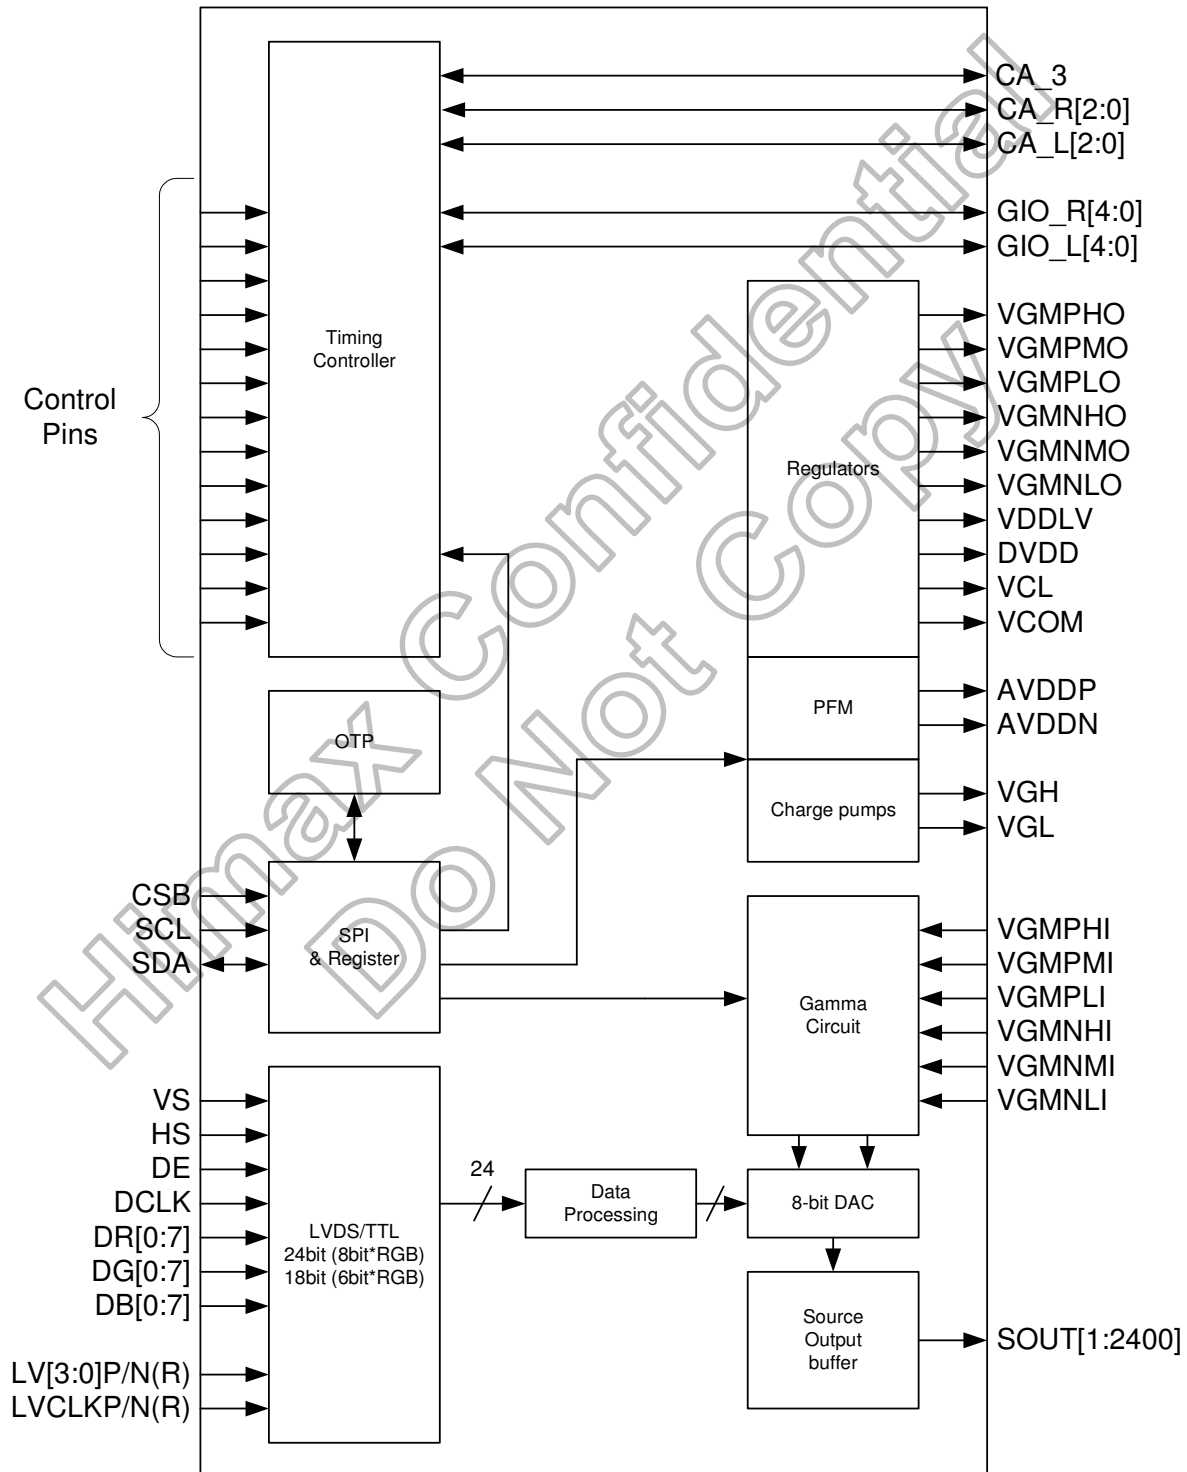 CA_3
CA_R[2:0]
CA_L[2:0]
GIO_R[4:0]
GIO_L[4:0]
Timing
Controller
Control
Pins
Regulators
VGMPHO
VGMPMO
VGMPLO
VGMNHO
VGMNMO
VGMNLO
VDDLV
DVDD
VCL
VCOM
OTP
PFM
AVDDP
AVDDN
Charge pumps
VGH
VGL
CSB
SCL
SDA
SPI
& Register
Gamma
Circuit
VGMPHI
VGMPMI
VGMPLI
VGMNHI
VGMNMI
VGMNLI
VS
HS
DE
DCLK
DR[0:7]
DG[0:7]
DB[0:7]
LV[3:0]P/N(R)
LVCLKP/N(R)
LVDS/TTL
24bit (8bit*RGB)
18bit (6bit*RGB)
24
Data
Processing
8-bit DAC
Source
Output
buffer
SOUT[1:2400]
Himax Confidential
Do Not Copy